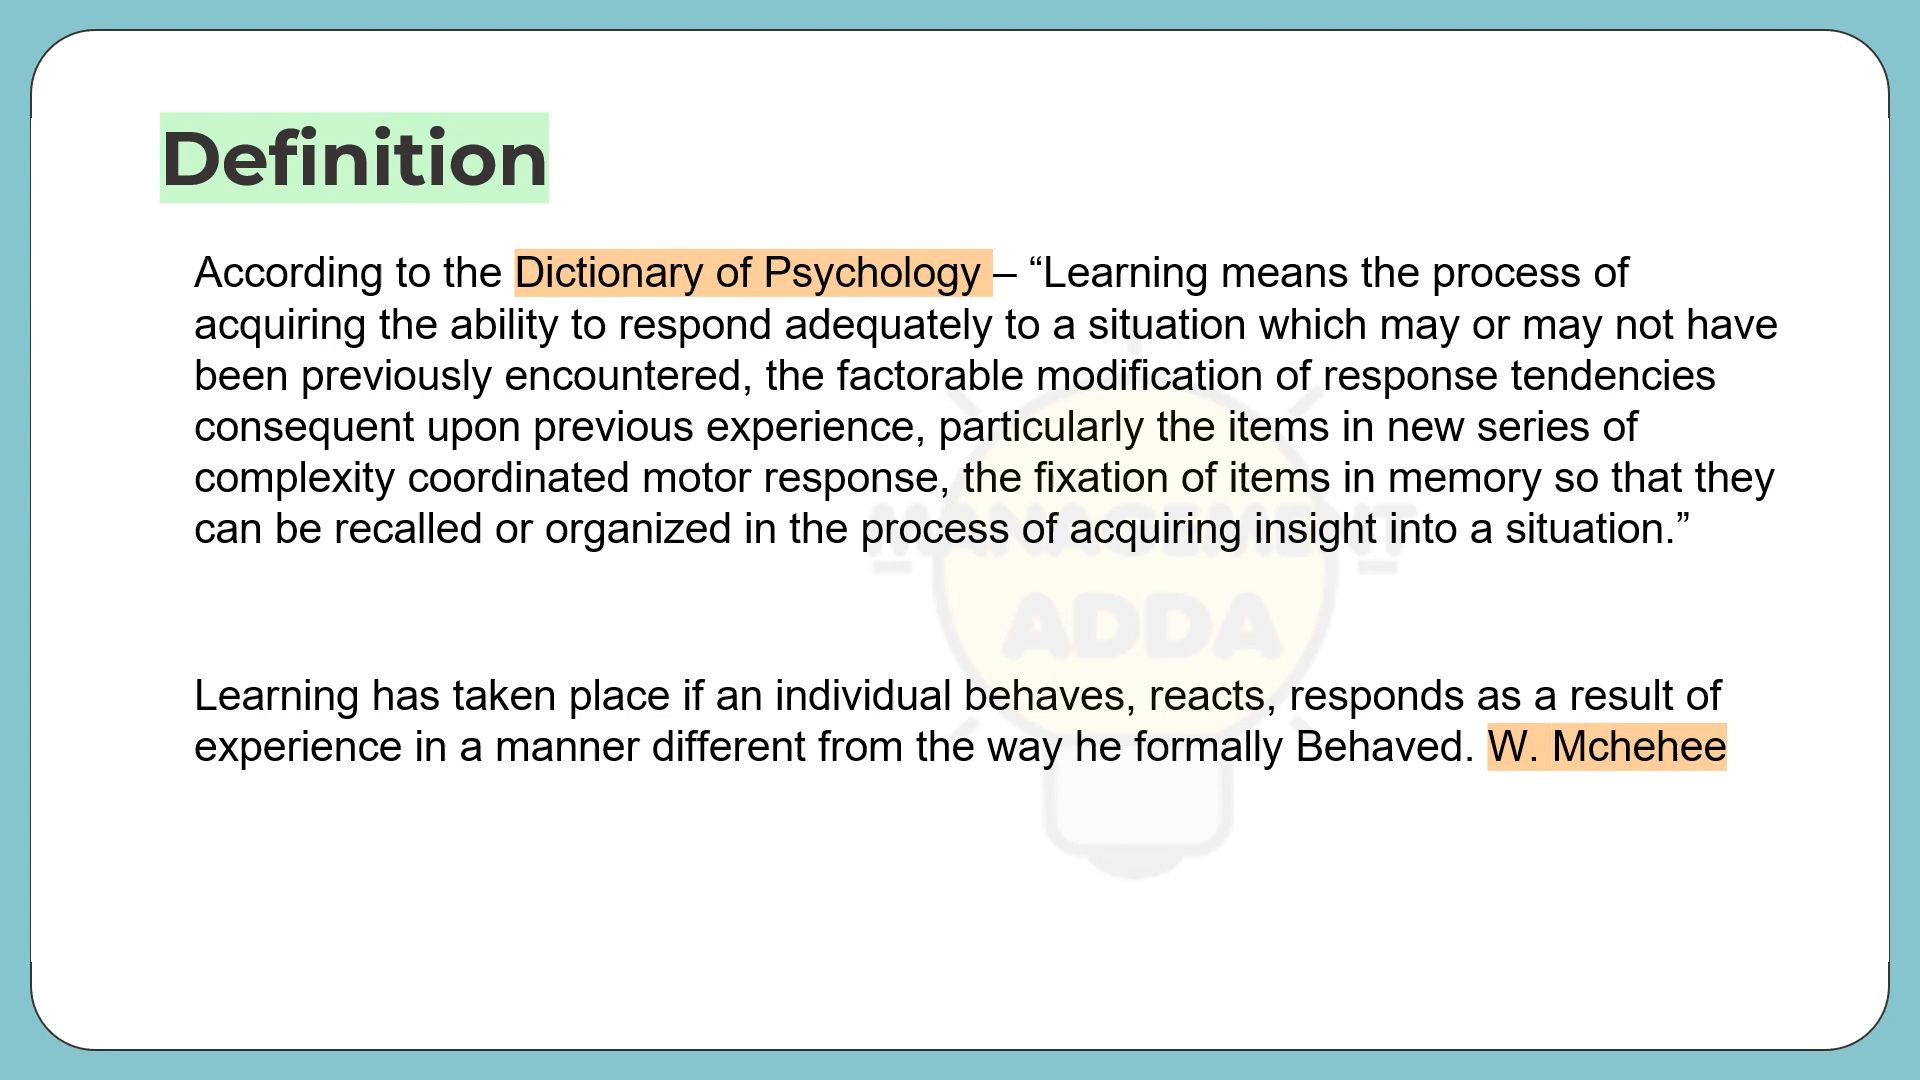 Definition
According to the Dictionary of Psychology – “Learning means the process of
acquiring the ability to respond adequately to a situation which may or may not have
been previously encountered, the factorable modification of response tendencies
consequent upon previous experience, particularly the items in new series of
complexity coordinated motor response, the fixation of items in memory so that they
can be recalled or organized in the process of acquiring insight into a situation.”
MANAGEMENT
ADDA
Learning has taken place if an individual behaves, reacts, responds as a result of
experience in a manner different from the way he formally Behaved. W. Mchehee